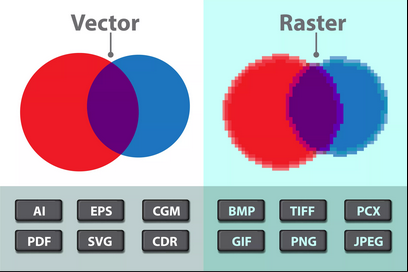 Vector
Raster
AI EPS CGM
PDF SVG CDR
BMP TIFF PCX
GIF PNG JPEG